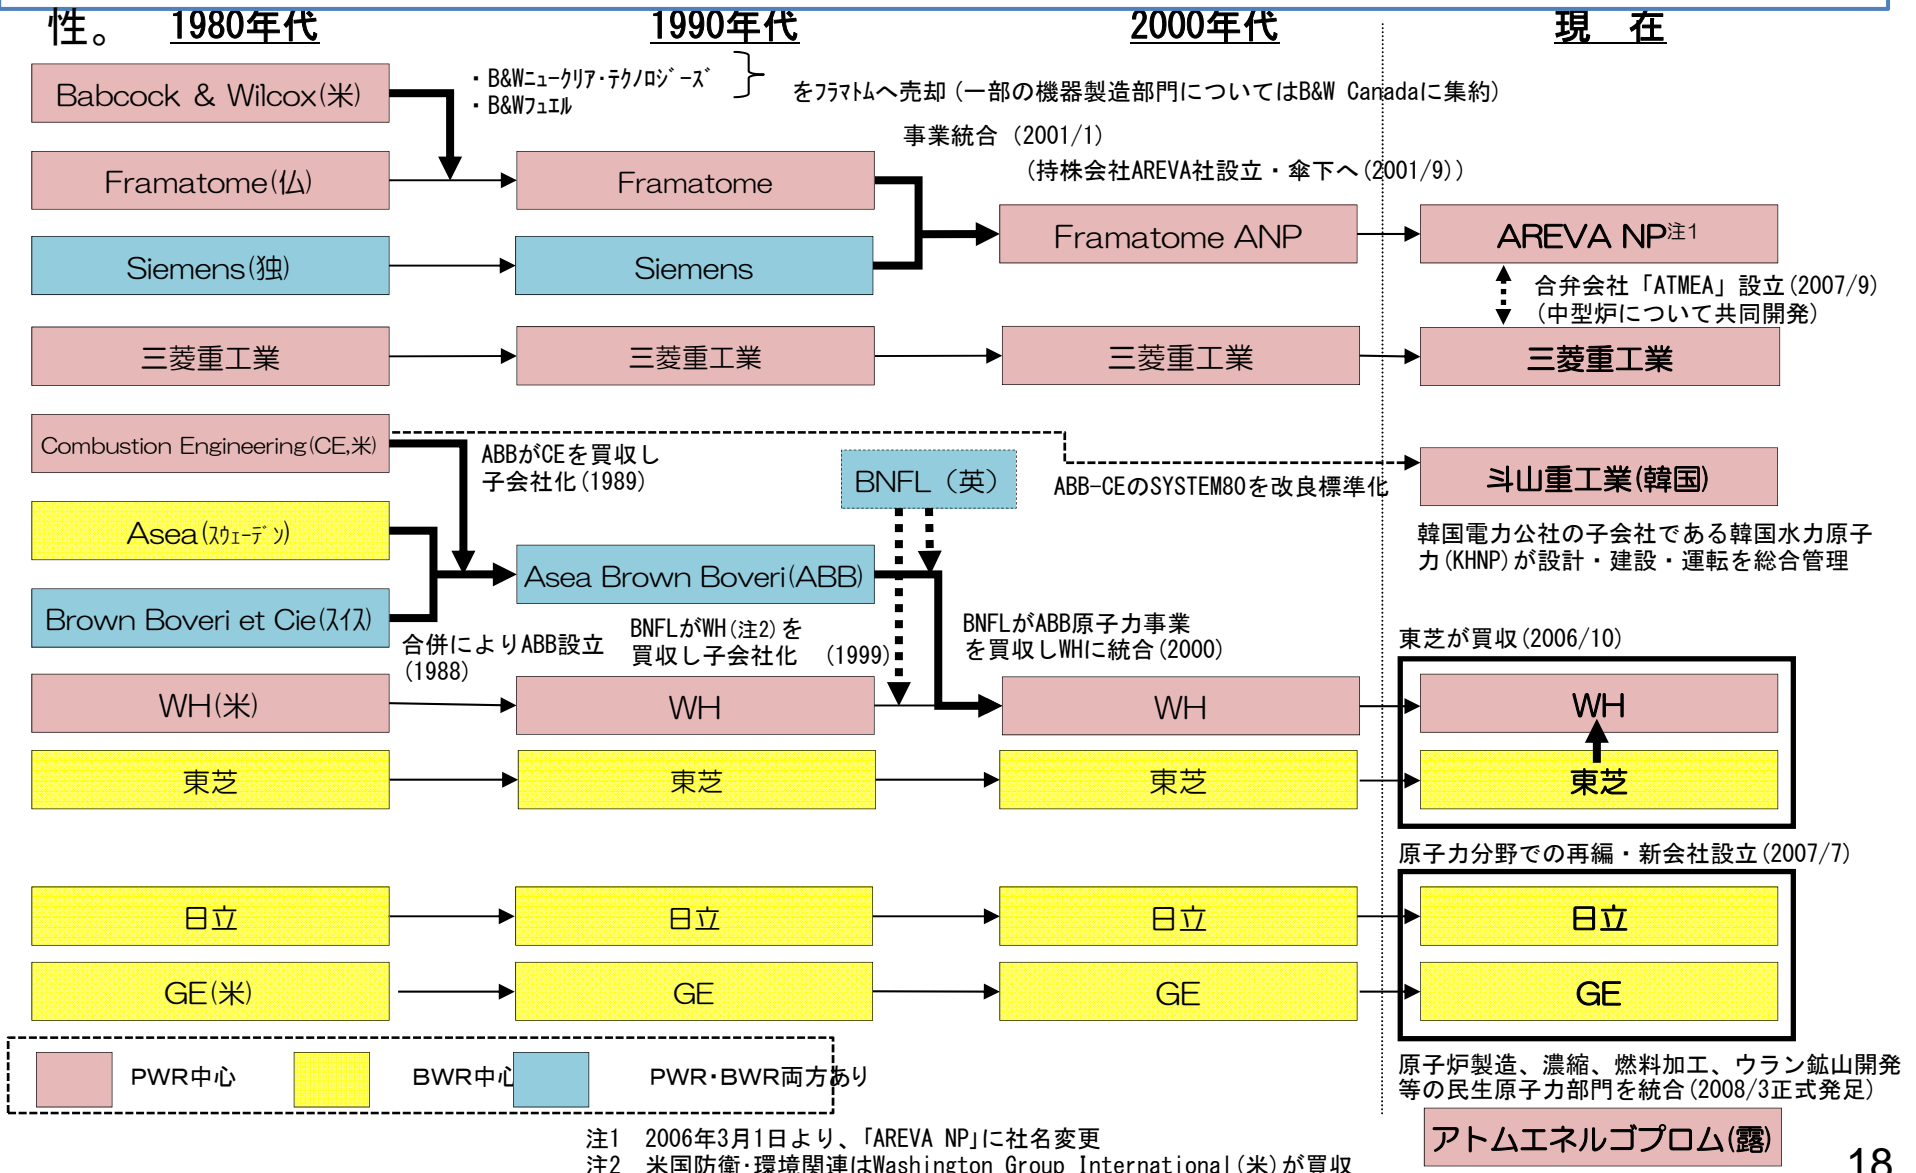 性。
1980年代 1990年代 2000年代 現　在
Babcock & Wilcox(米)
・B&Wニュークリア・テクノロジーズ
・B&Wフュエル
をフラマトムへ売却（一部の機器製造部門についてはB&W Canadaに集約）
事業統合（2001/1）
（持株会社AREVA社設立・傘下へ(2001/9)）
Framatome(仏)
Framatome
Siemens(独)
Siemens
Framatome ANP
AREVA NP注1
合弁会社「ATMEA」設立(2007/9)
（中型炉について共同開発）
三菱重工業
三菱重工業
三菱重工業
三菱重工業
Combustion Engineering(CE,米)
ABBがCEを買収し
子会社化(1989)
BNFL（英）
ABB-CEのSYSTEM80を改良標準化
斗山重工業(韓国)
韓国電力公社の子会社である韓国水力原子
力(KHNP)が設計・建設・運転を総合管理
Asea(スウェーデン)
Asea Brown Boveri(ABB)
Brown Boveri et Cie(スイス)
合併によりABB設立
(1988)
BNFLがWH(注2)を
買収し子会社化　(1999)
BNFLがABB原子力事業
を買収しWHに統合(2000)
東芝が買収(2006/10)
WH(米)
WH
WH
WH
東芝
東芝
東芝
東芝
原子力分野での再編・新会社設立(2007/7)
日立
日立
日立
日立
GE(米)
GE
GE
GE
PWR中心
BWR中心
PWR・BWR両方あり
原子炉製造、濃縮、燃料加工、ウラン鉱山開発
等の民生原子力部門を統合(2008/3正式発足)
アトムエネルゴプロム(露)
注1　2006年3月1日より、「AREVA NP」に社名変更
注2　米国防衛・環境関連はWashington Group International(米)が買収
18